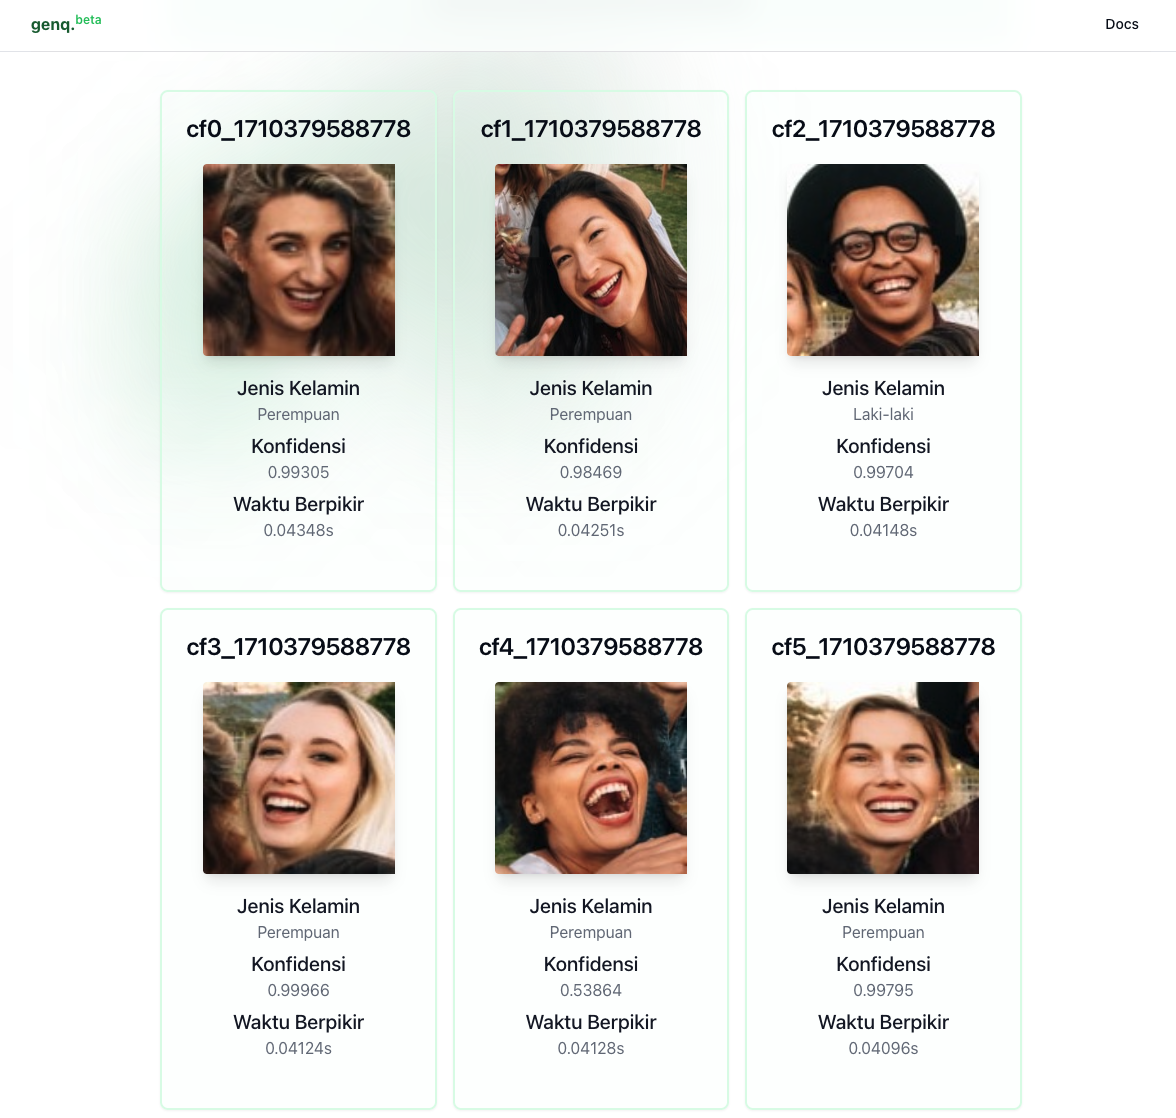 genq.beta
Docs
cf0_1710379588778
Jenis Kelamin
Perempuan
Konfidensi
0.99305
Waktu Berpikir
0.04348s
cf1_1710379588778
Jenis Kelamin
Perempuan
Konfidensi
0.98469
Waktu Berpikir
0.04251s
cf2_1710379588778
Jenis Kelamin
Laki-laki
Konfidensi
0.99704
Waktu Berpikir
0.04148s
cf3_1710379588778
Jenis Kelamin
Perempuan
Konfidensi
0.99966
Waktu Berpikir
0.04124s
cf4_1710379588778
Jenis Kelamin
Perempuan
Konfidensi
0.53864
Waktu Berpikir
0.04128s
cf5_1710379588778
Jenis Kelamin
Perempuan
Konfidensi
0.99795
Waktu Berpikir
0.04096s